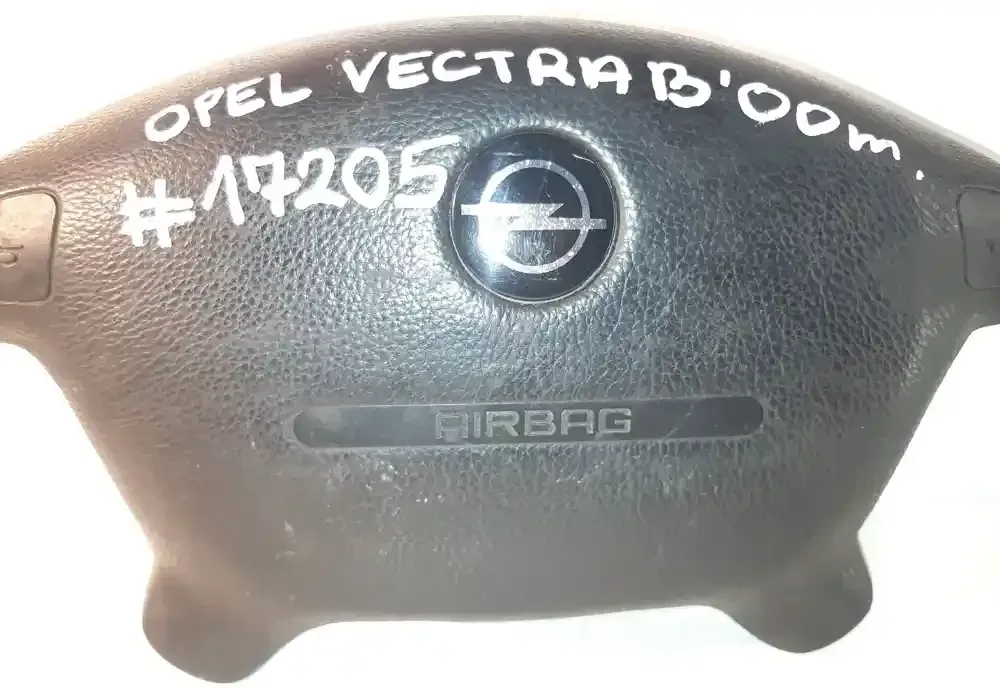 OPEL VECTRA B'00m.
#17205
AIRBAG